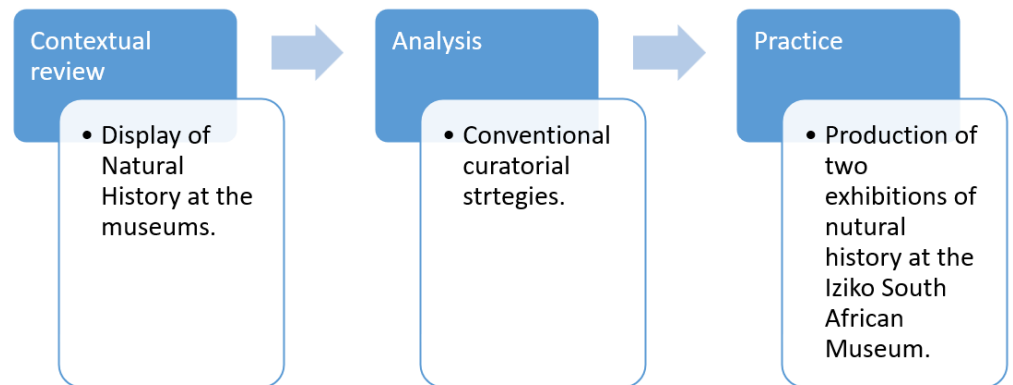 Contextual
review
• Display of
Natural
History at the
museums.
Analysis
• Conventional
curatorial
strtegies.
Practice
• Production of
two
exhibitions of
nutural
history at the
Iziko South
African
Museum.